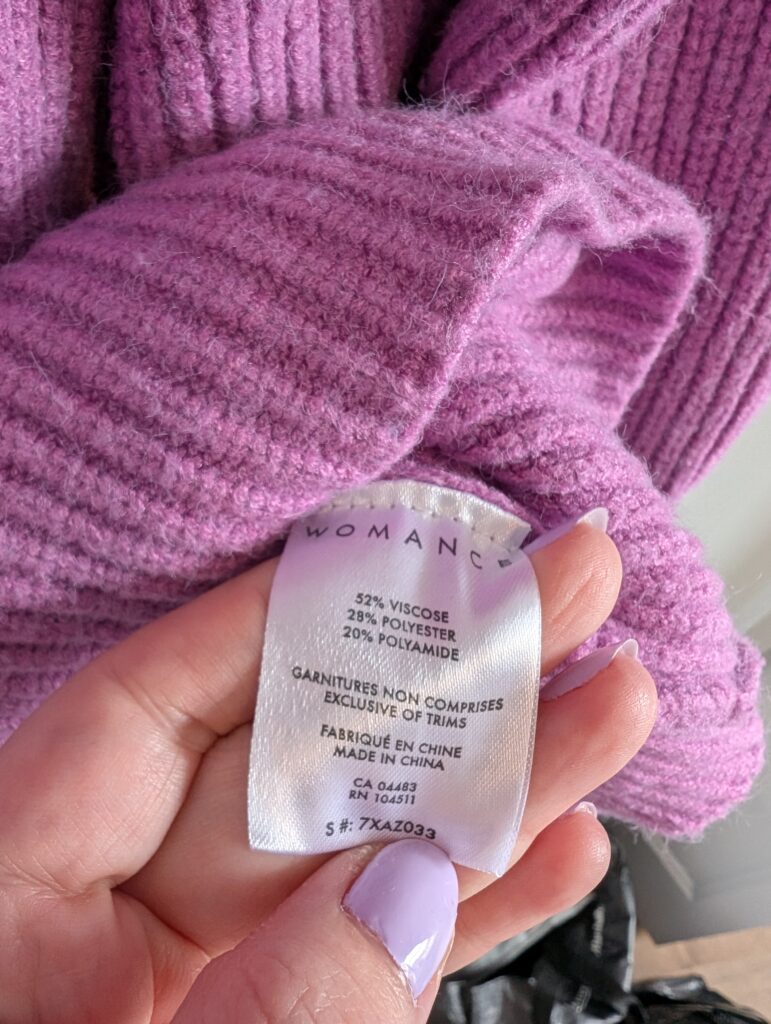 WOMANCE
52% VISCOSE
28% POLYESTER
20% POLYAMIDE
GARNITURES NON COMPRISES
EXCLUSIVE OF TRIMS
FABRIQUÉ EN CHINE
MADE IN CHINA
CA 04483
RN 104511
S #: 7XAZ033